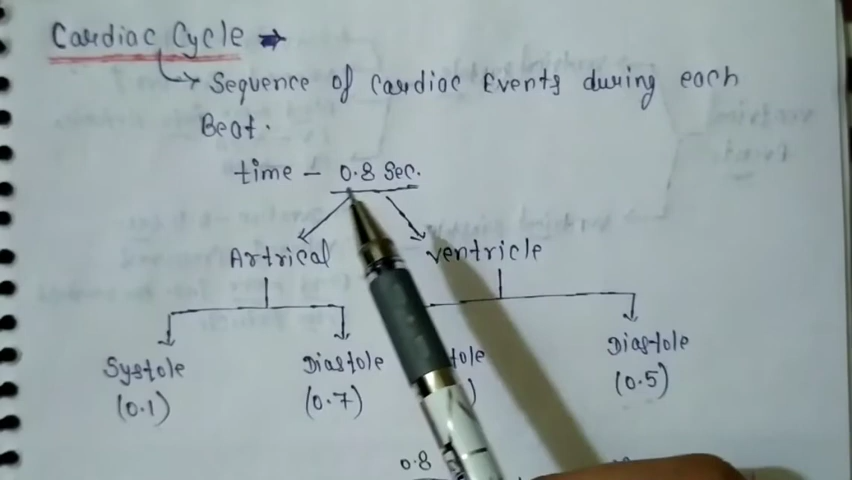 Cardiac Cycle →
↳ Sequence of Cardiac Events during each
Beat.
time - 0.8 Sec.
Artrical ventricle
Systole Diastole tole Diastole
(0.1) (0.7) ) (0.5)
0.8